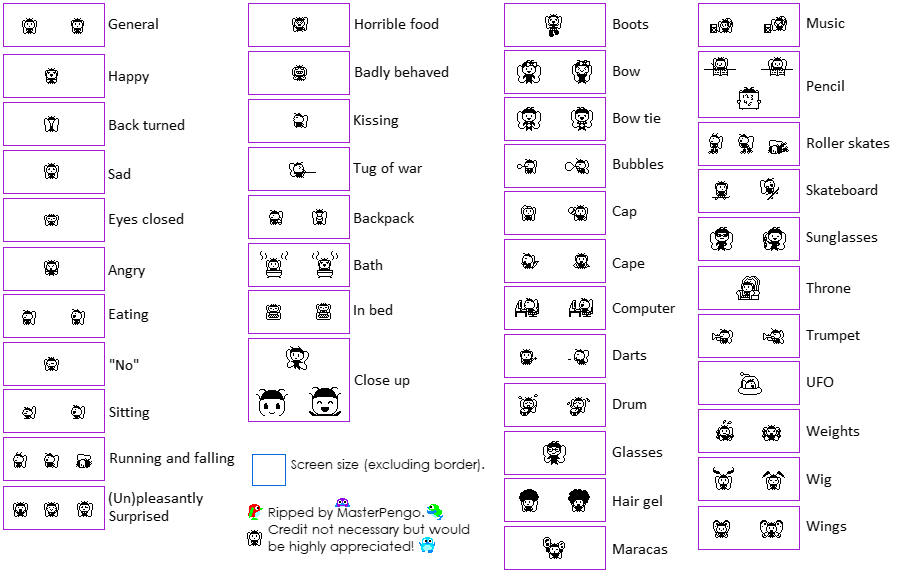 General
Happy
Back turned
Sad
Eyes closed
Angry
Eating
"No"
Sitting
Running and falling
(Un)pleasantly
Surprised
Horrible food
Badly behaved
Kissing
Tug of war
Backpack
Bath
In bed
Close up
Screen size (excluding border).
Ripped by MasterPengo.
Credit not necessary but would
be highly appreciated!
Boots
Bow
Bow tie
Bubbles
Cap
Cape
Computer
Darts
Drum
Glasses
Hair gel
Maracas
Music
Pencil
Roller skates
Skateboard
Sunglasses
Throne
Trumpet
UFO
Weights
Wig
Wings